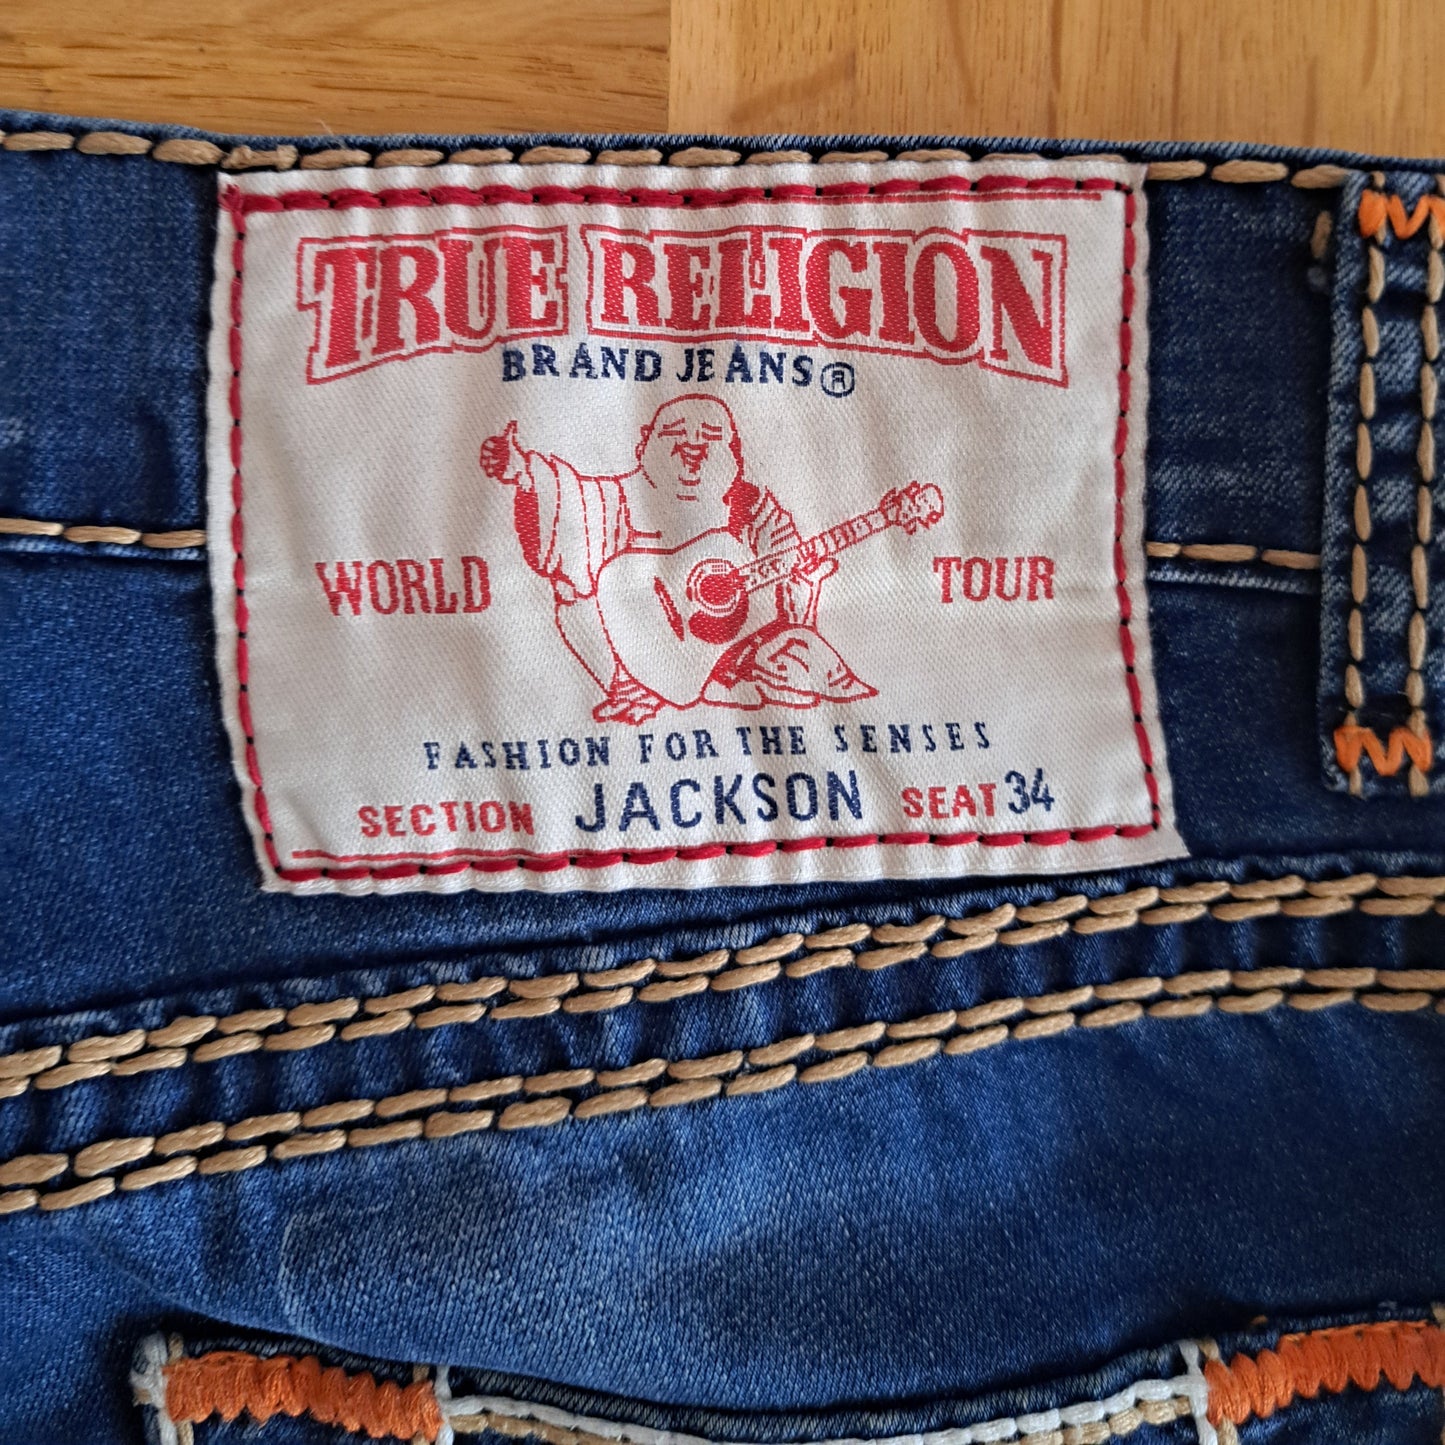 TRUE RELIGION
BRAND JEANS®
WORLD TOUR
FASHION FOR THE SENSES
SECTION JACKSON SEAT 34